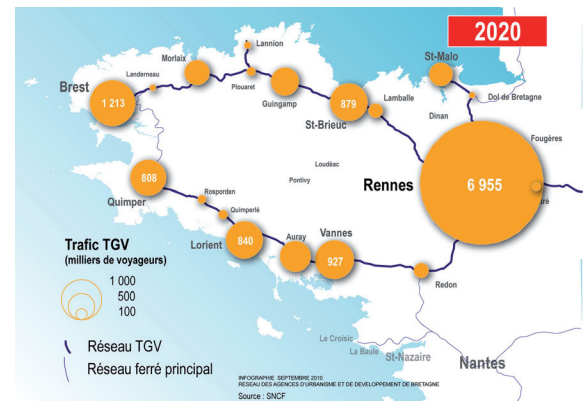 2020
Lannion
Morlaix
St-Malo
Landerneau
Plouaret
Brest
1 213
Guingamp
879
Lamballe
Dol de Bretagne
St-Brieuc
Dinan
Fougères
Loudéac
Pontivy
Rennes
6 955
808
Quimper
Rosporden
Quimperlé
Lorient
840
Auray
Vannes
927
Redon
Trafic TGV
(milliers de voyageurs)
1 000
500
100
Le Croisic
La Baule
St-Nazaire
Nantes
Réseau TGV
Réseau ferré principal
INFOGRAPHIE SEPTEMBRE 2010
RESEAU DES AGENCES D'URBANISME ET DE DEVELOPPEMENT DE BRETAGNE
Source : SNCF